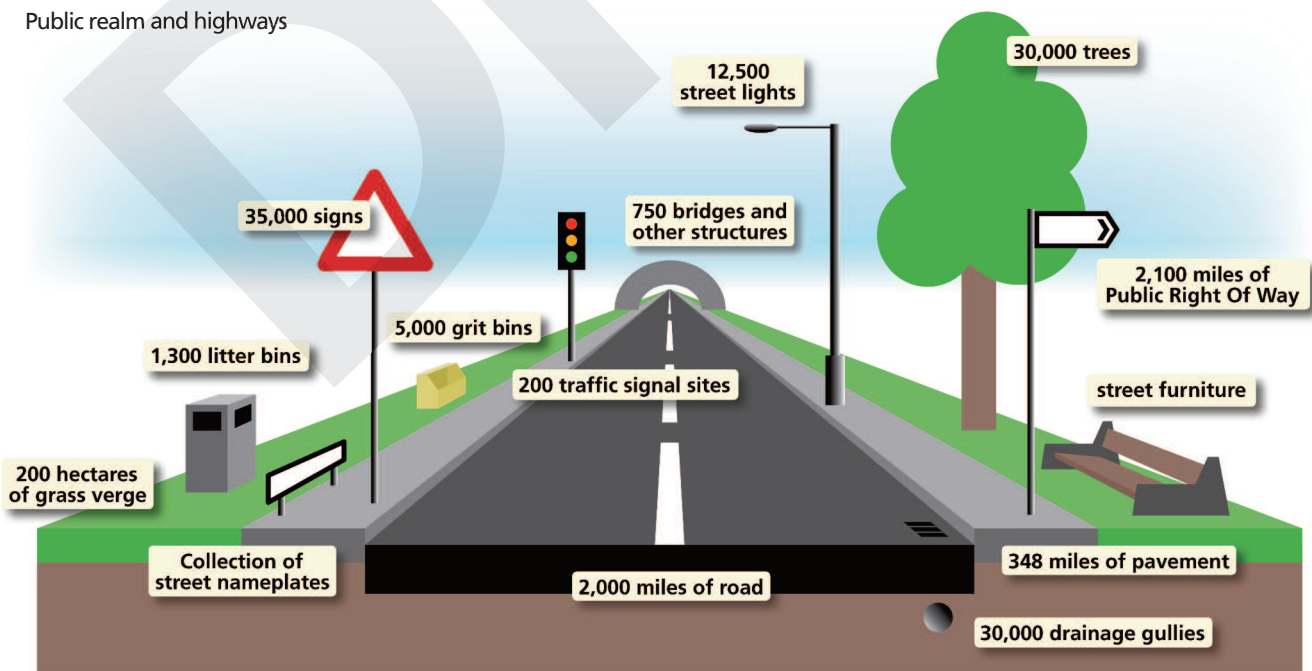 Public realm and highways
30,000 trees
12,500
street lights
35,000 signs
750 bridges and
other structures
2,100 miles of
Public Right Of Way
5,000 grit bins
1,300 litter bins
200 traffic signal sites
street furniture
200 hectares
of grass verge
Collection of
street nameplates
348 miles of pavement
2,000 miles of road
30,000 drainage gullies